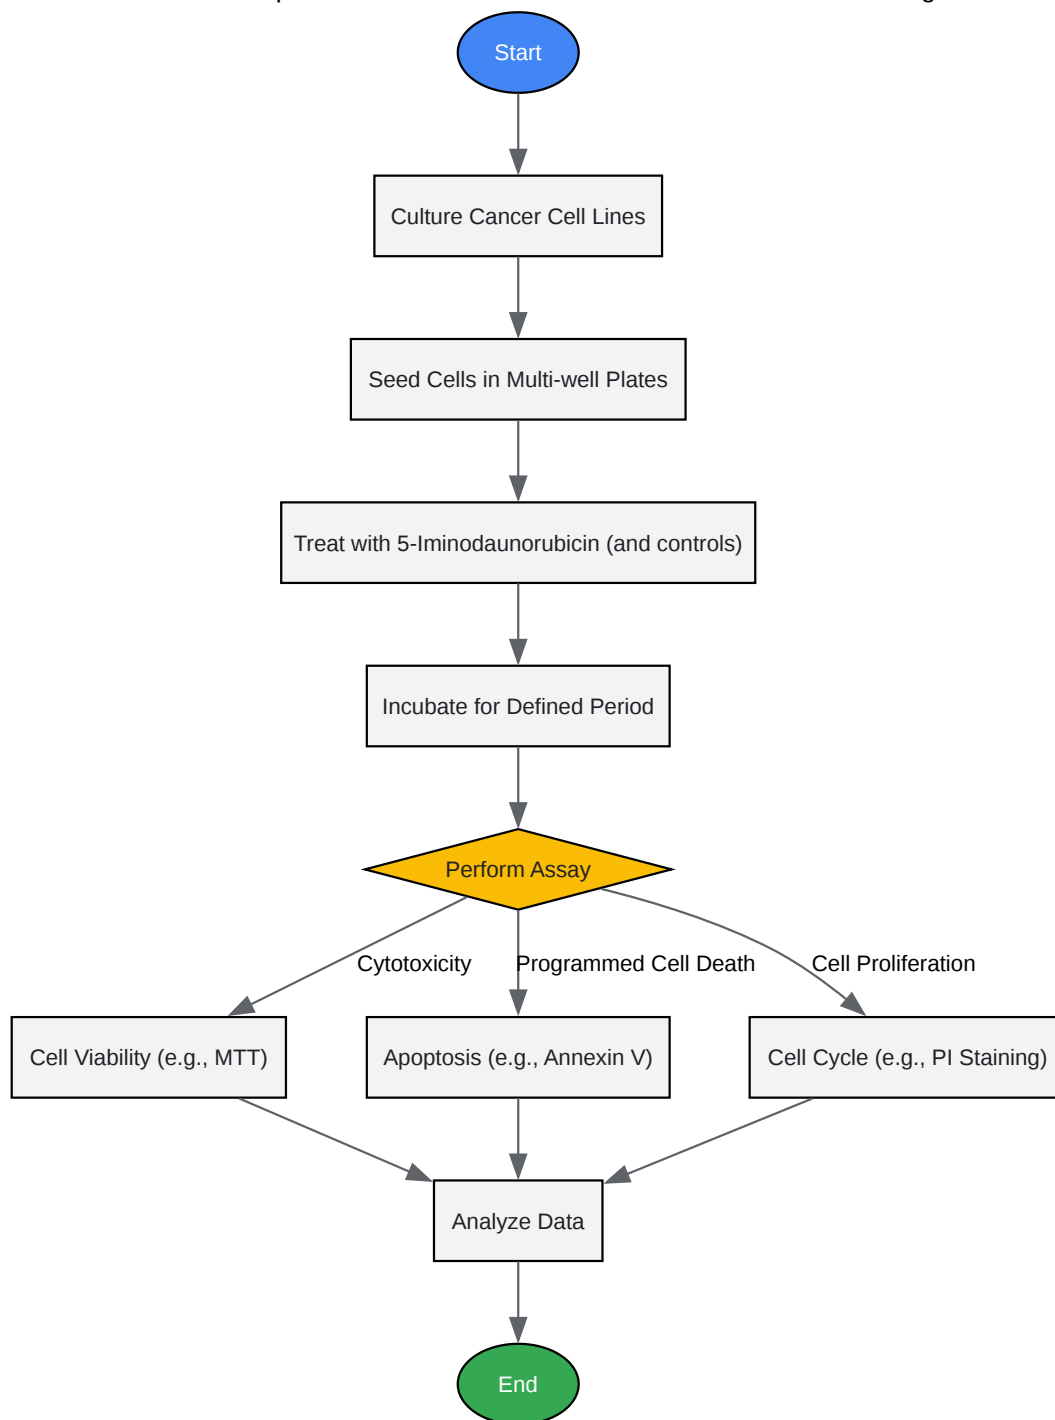 Start
Culture Cancer Cell Lines
Seed Cells in Multi-well Plates
Treat with 5-Iminodaunorubicin (and controls)
Incubate for Defined Period
Perform Assay
Cytotoxicity
Programmed Cell Death
Cell Proliferation
Cell Viability (e.g., MTT)
Apoptosis (e.g., Annexin V)
Cell Cycle (e.g., PI Staining)
Analyze Data
End